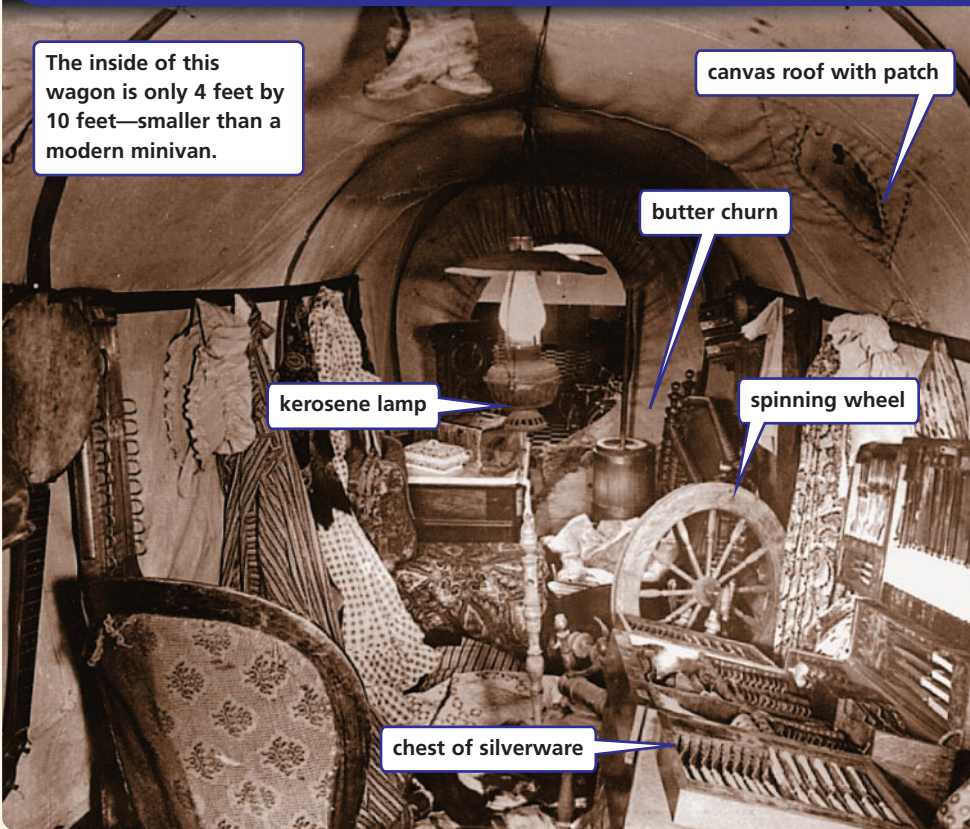 The inside of this
wagon is only 4 feet by
10 feet—smaller than a
modern minivan.
canvas roof with patch
butter churn
kerosene lamp
spinning wheel
chest of silverware